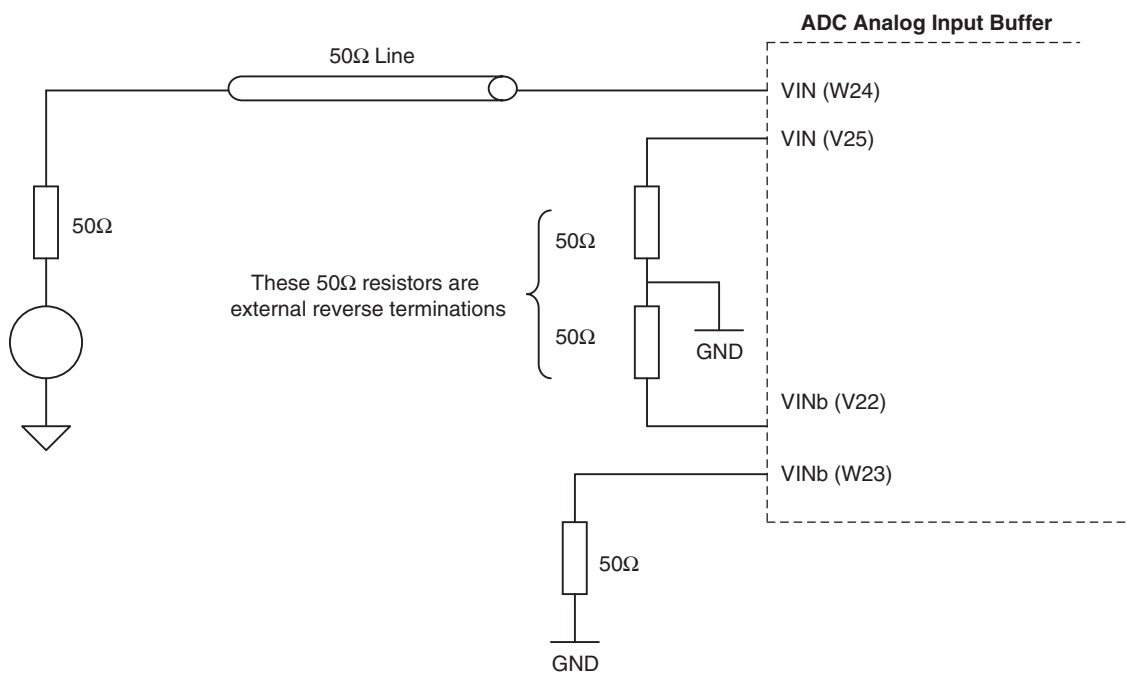 ADC Analog Input Buffer
50Ω Line
VIN (W24)
VIN (V25)
50Ω
50Ω
These 50Ω resistors are
external reverse terminations
50Ω
GND
VINb (V22)
VINb (W23)
50Ω
GND